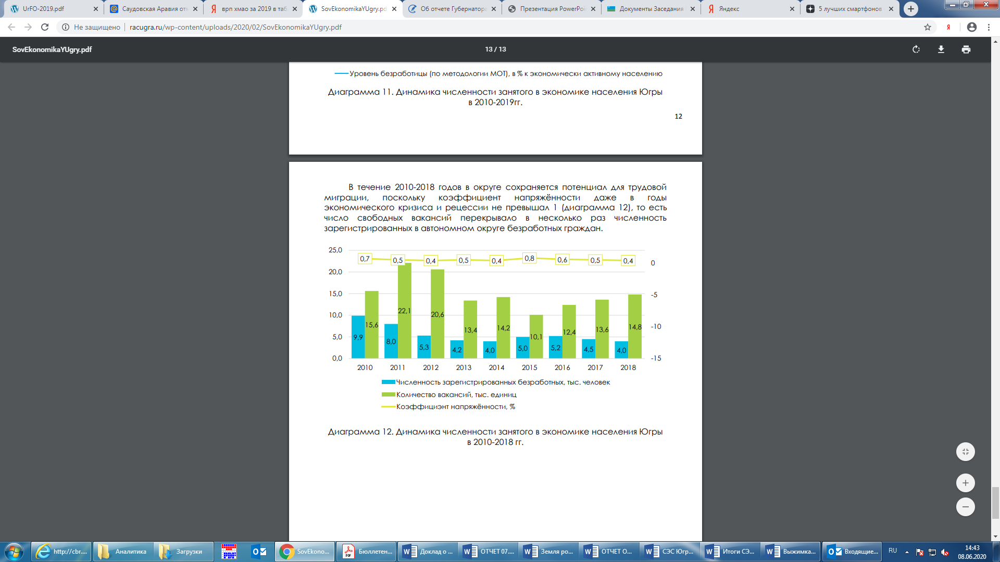 UrFO-2019.pdf
Саудовская Аравия отм
врп хмао за 2019 в таб
SovEkonomikaYUgry.pd
Об отчете Губернатора
Презентация PowerPoi
Документы Заседания
Яндекс
5 лучших смартфонов
Не защищено
racugra.ru/wp-content/uploads/2020/02/SovEkonomikaYUgry.pdf
SovEkonomikaYUgry.pdf
13 / 13
Уровень безработицы (по методологии МОТ), в % к экономически активному населению
Диаграмма 11. Динамика численности занятого в экономике населения Югры
в 2010-2019гг.
12
В течение 2010-2018 годов в округе сохраняется потенциал для трудовой
миграции, поскольку коэффициент напряжённости даже в годы
экономического кризиса и рецессии не превышал 1 (диаграмма 12), то есть
число свободных вакансий перекрывало в несколько раз численность
зарегистрированных в автономном округе безработных граждан.
25,0
20,0
15,0
10,0
5,0
0,0
0,7 0,5 0,4 0,5 0,4 0,8 0,6 0,5 0,4
0
-5
-10
-15
15,6 22,1 20,6 13,4 14,2 10,1 12,4 13,6 14,8
9,9 8,0 5,3 4,2 4,0 5,0 5,2 4,5 4,0
2010 2011 2012 2013 2014 2015 2016 2017 2018
Численность зарегистрированных безработных, тыс. человек
Количество вакансий, тыс. единиц
Коэффициэнт напряжённости, %
Диаграмма 12. Динамика численности занятого в экономике населения Югры
в 2010-2018 гг.
http://cbr....
Аналитика
Загрузки
SovEkono...
Бюллетен...
Доклад о ...
ОТЧЕТ 07....
Земля ро...
ОТЧЕТ О...
СЭС Югр...
Итоги СЭ...
Выжимка...
Входящие...
RU
14:43
08.06.2020